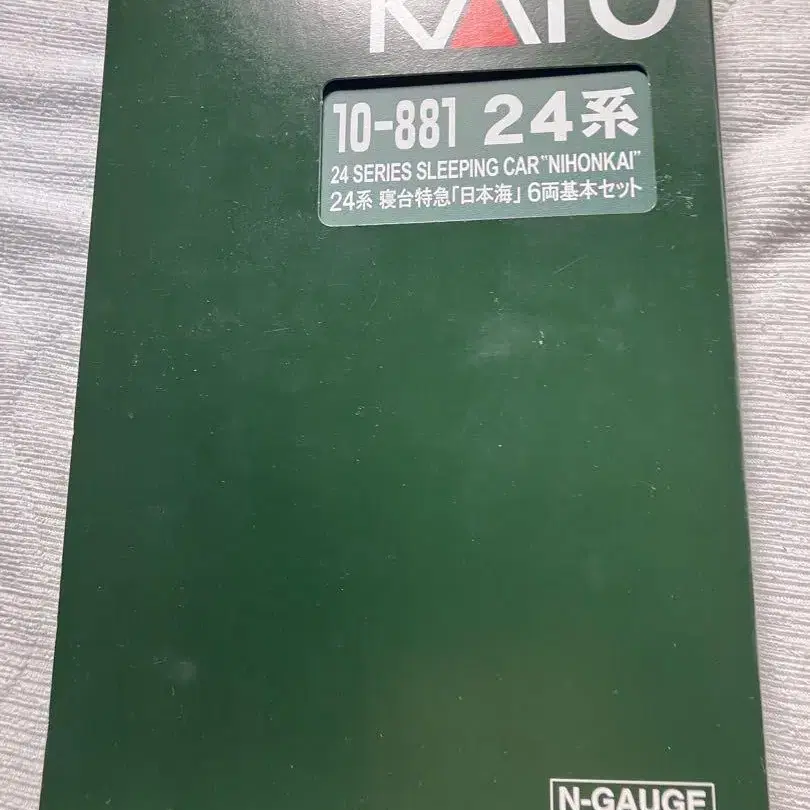 KATO
10-881 24系
24 SERIES SLEEPING CAR"NIHONKAI"
24系 寝台特急「日本海」 6両基本セット
N-GAUGE